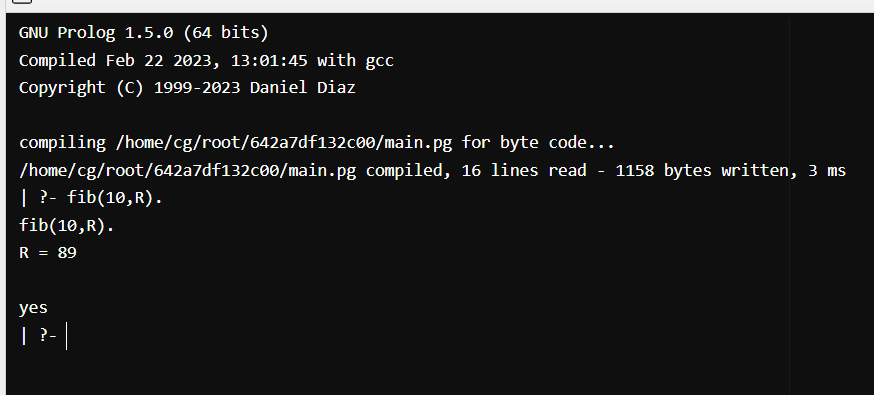 GNU Prolog 1.5.0 (64 bits)
Compiled Feb 22 2023, 13:01:45 with gcc
Copyright (C) 1999-2023 Daniel Diaz
compiling /home/cg/root/642a7df132c00/main.pg for byte code...
/home/cg/root/642a7df132c00/main.pg compiled, 16 lines read - 1158 bytes written, 3 ms
| ?- fib(10,R).
fib(10,R).
R = 89
yes
| ?-